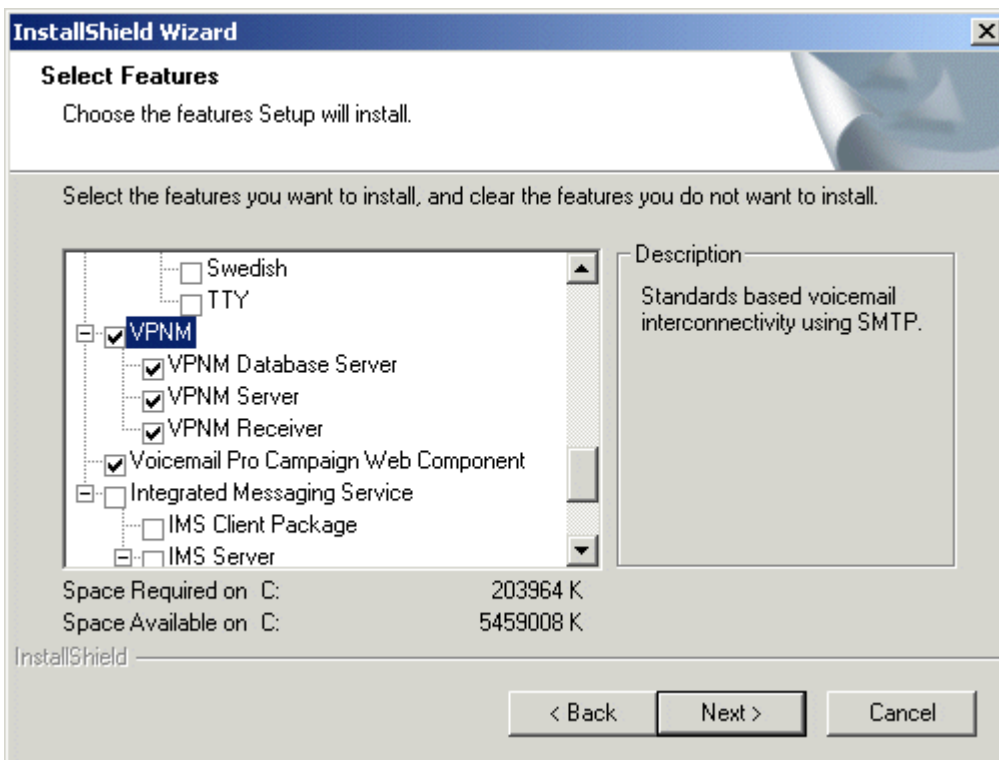 InstallShield Wizard
Select Features
Choose the features Setup will install.
Select the features you want to install, and clear the features you do not want to install.
Swedish
TTY
VPNM
VPNM Database Server
VPNM Server
VPNM Receiver
Voicemail Pro Campaign Web Component
Integrated Messaging Service
IMS Client Package
IMS Server
Description
Standards based voicemail
interconnectivity using SMTP.
Space Required on C: 203964 K
Space Available on C: 5459008 K
InstallShield
< Back Next > Cancel